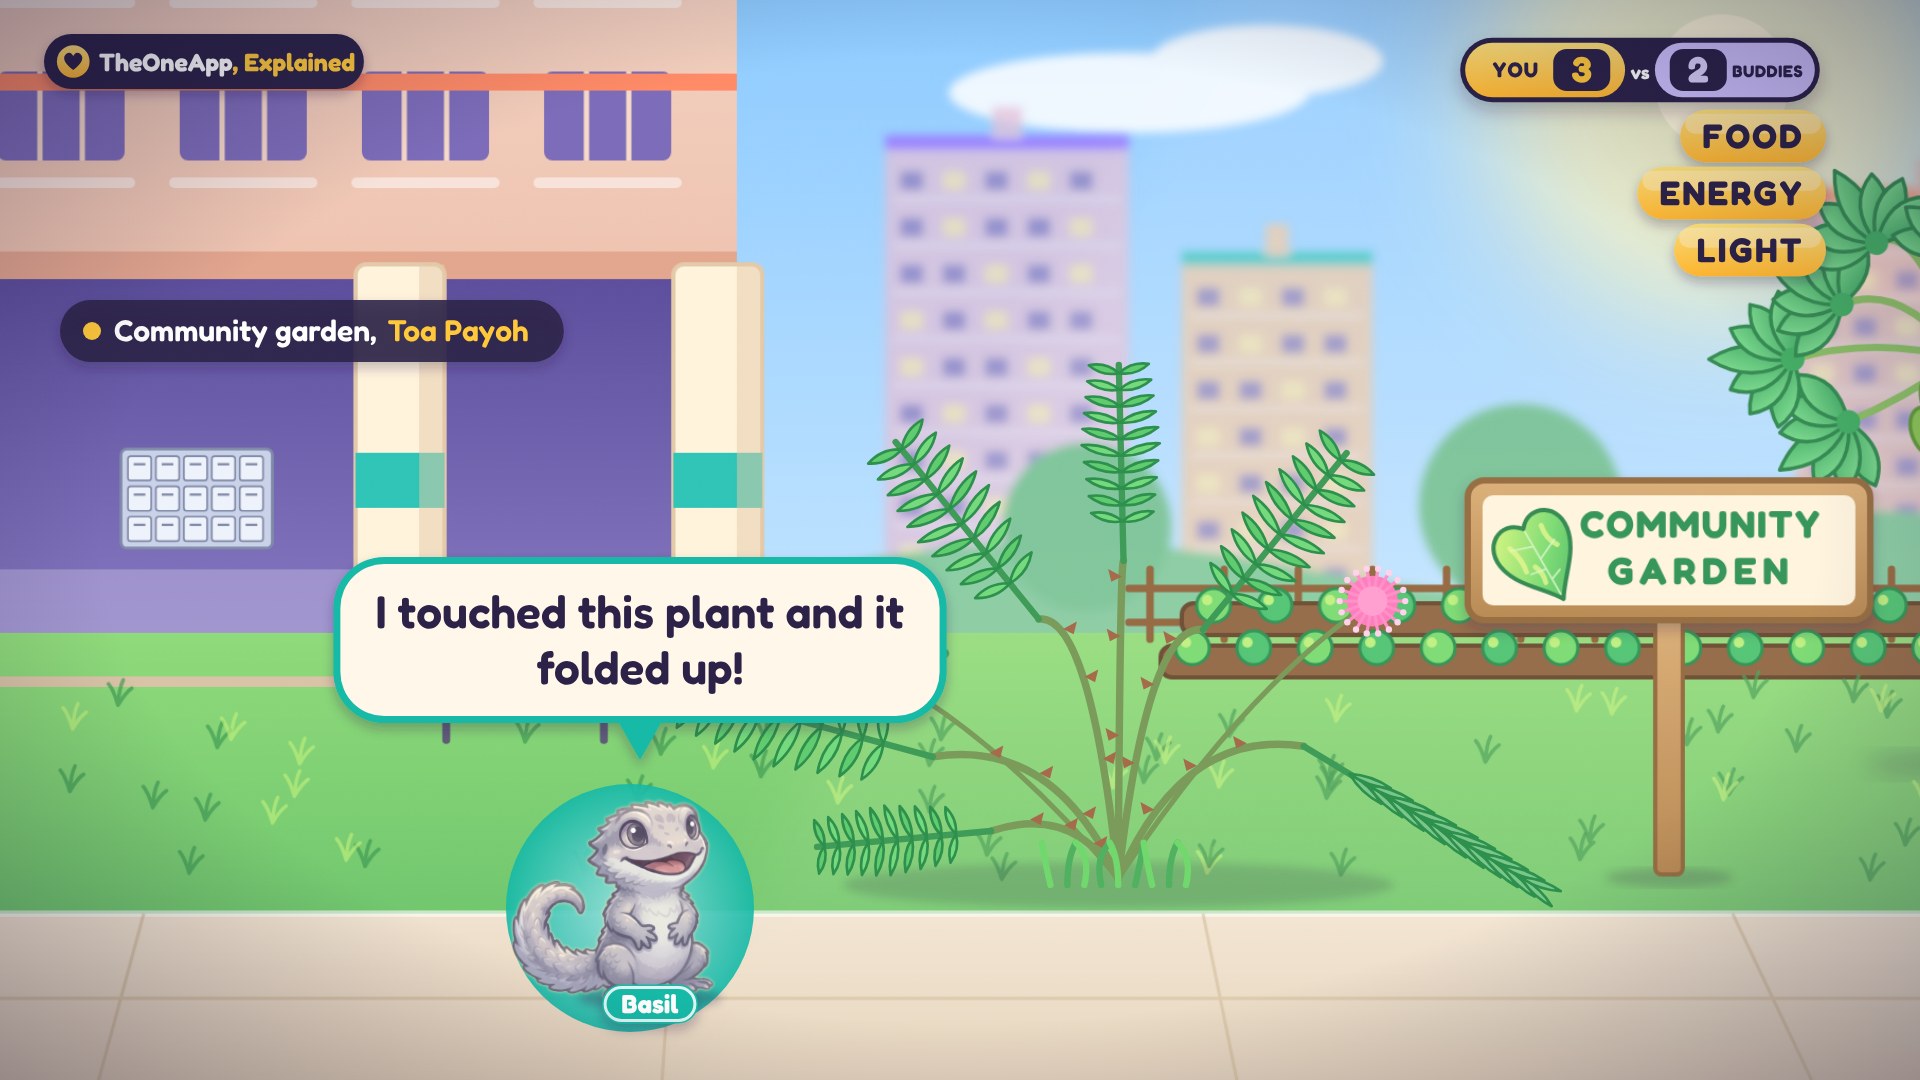 TheOneApp, Explained
YOU 3 vs 2 BUDDIES
FOOD
ENERGY
LIGHT
Community garden, Toa Payoh
COMMUNITY
GARDEN
I touched this plant and it
folded up!
Basil